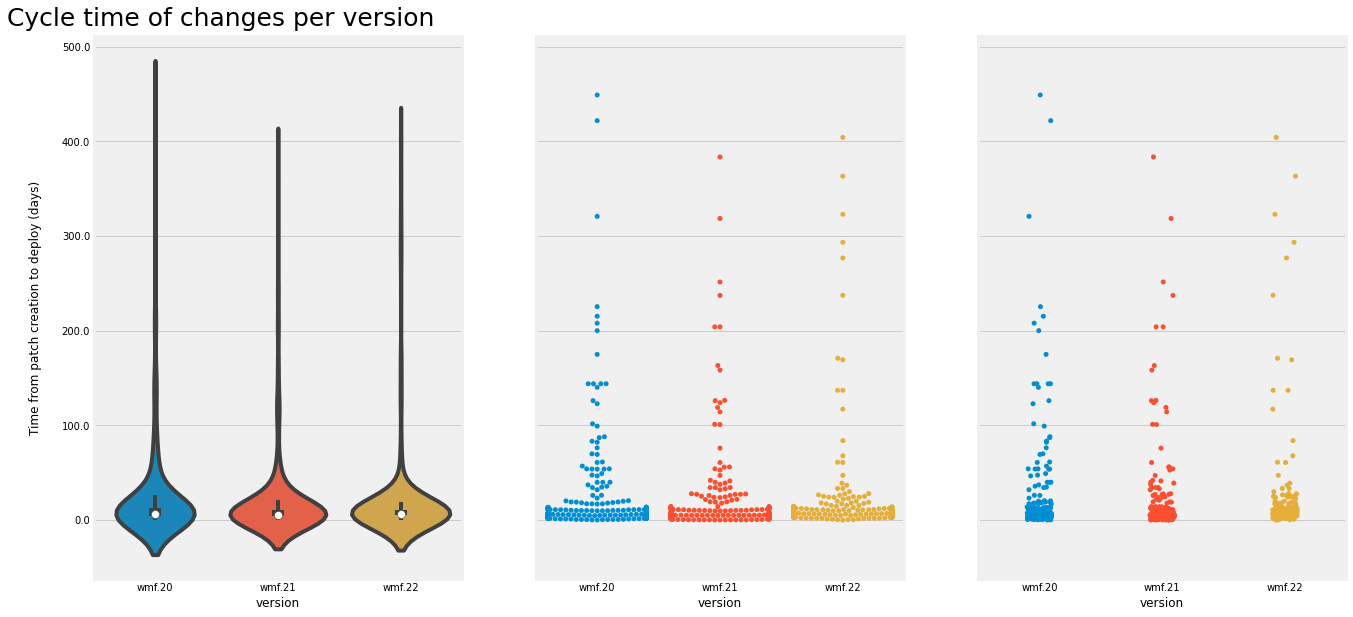 Cycle time of changes per version
Time from patch creation to deploy (days)
500.0
400.0
300.0
200.0
100.0
0.0
wmf.20 wmf.21 wmf.22
version
wmf.20 wmf.21 wmf.22
version
wmf.20 wmf.21 wmf.22
version